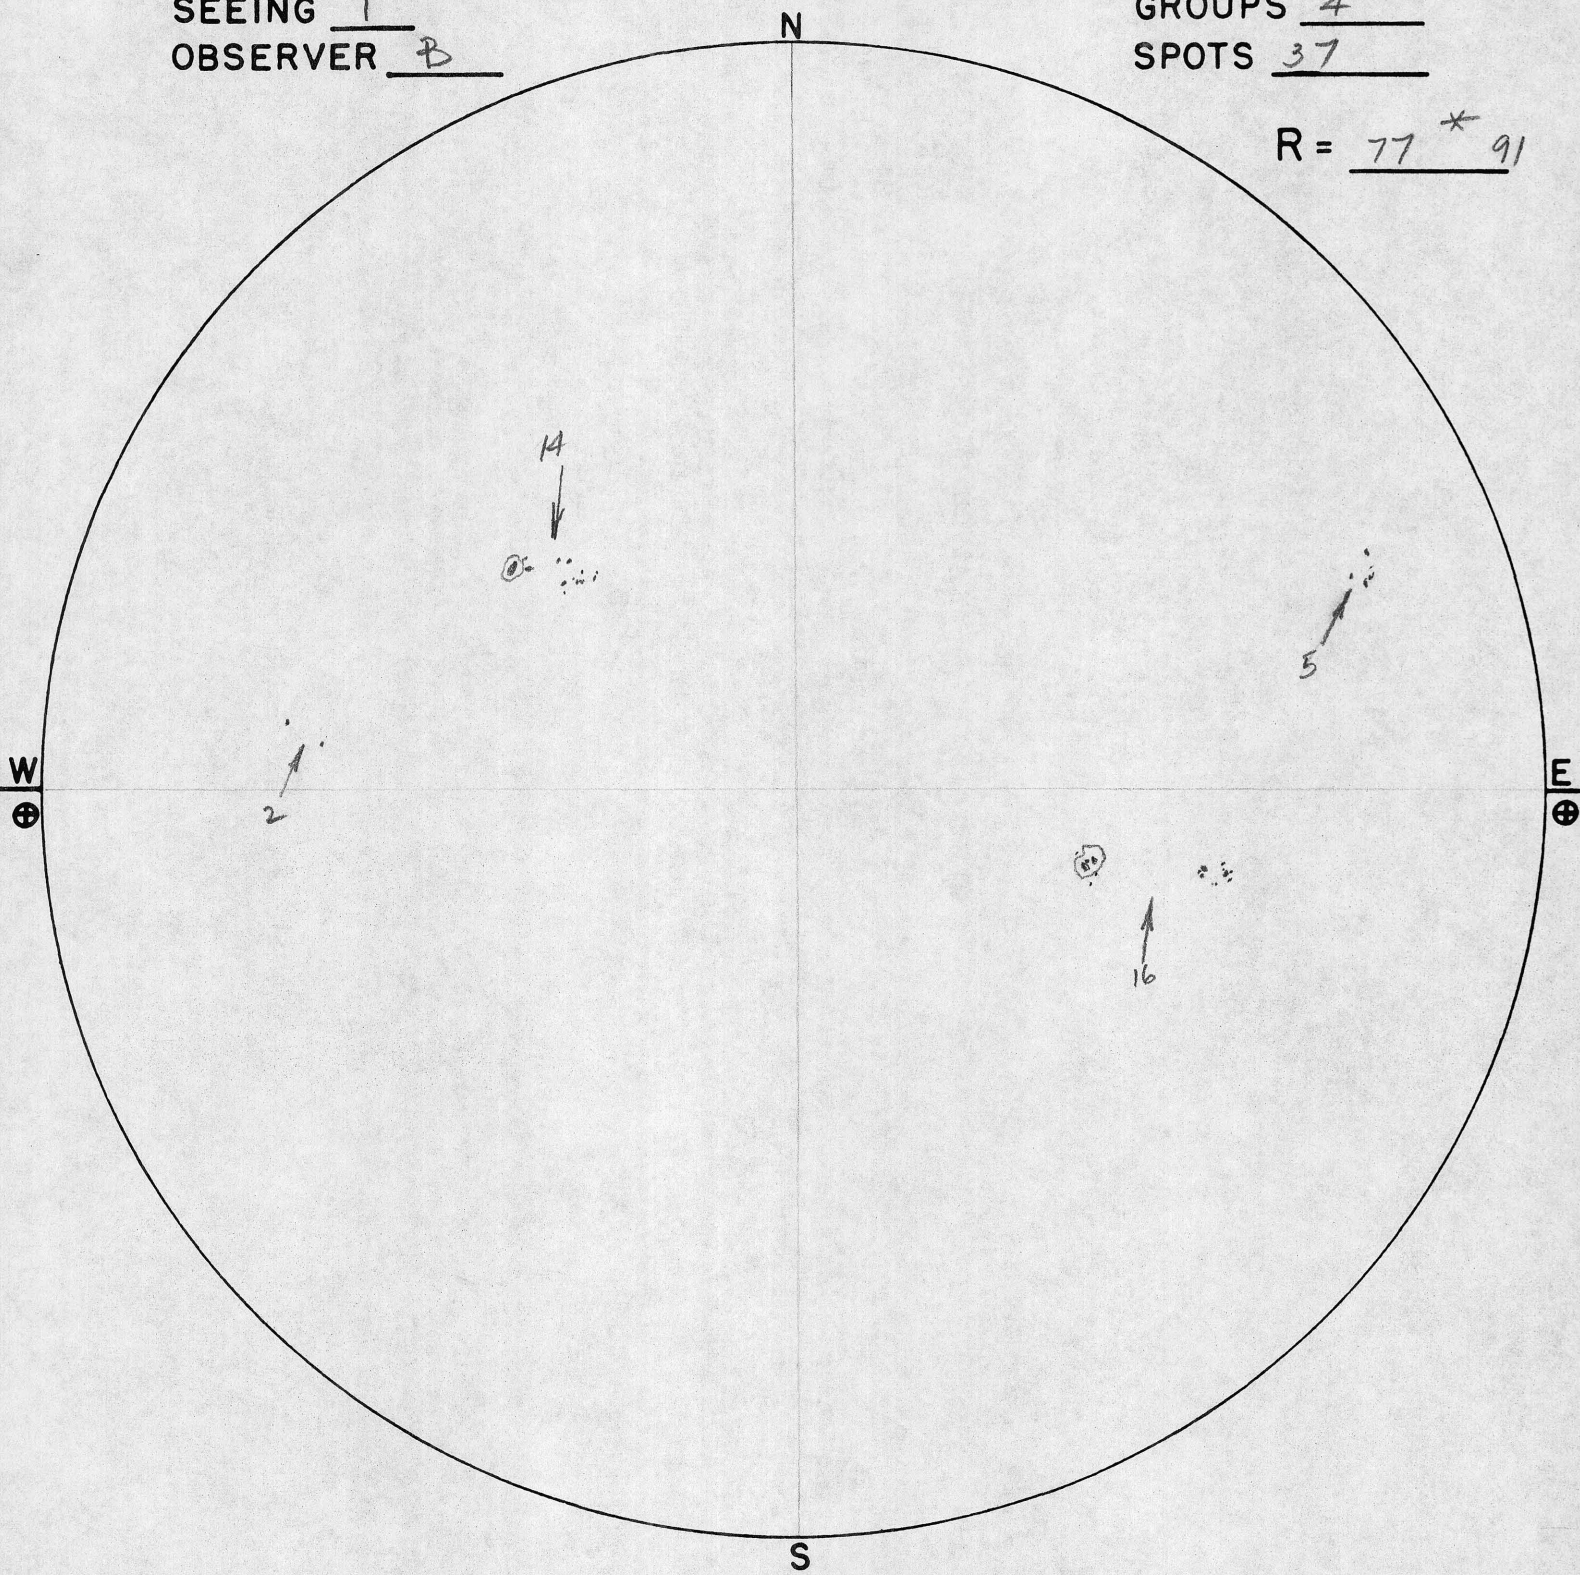 SEEING 1
GROUPS 4
OBSERVER B
SPOTS 37
R = 77 * 91
N
14
5
W
E
2
16
S